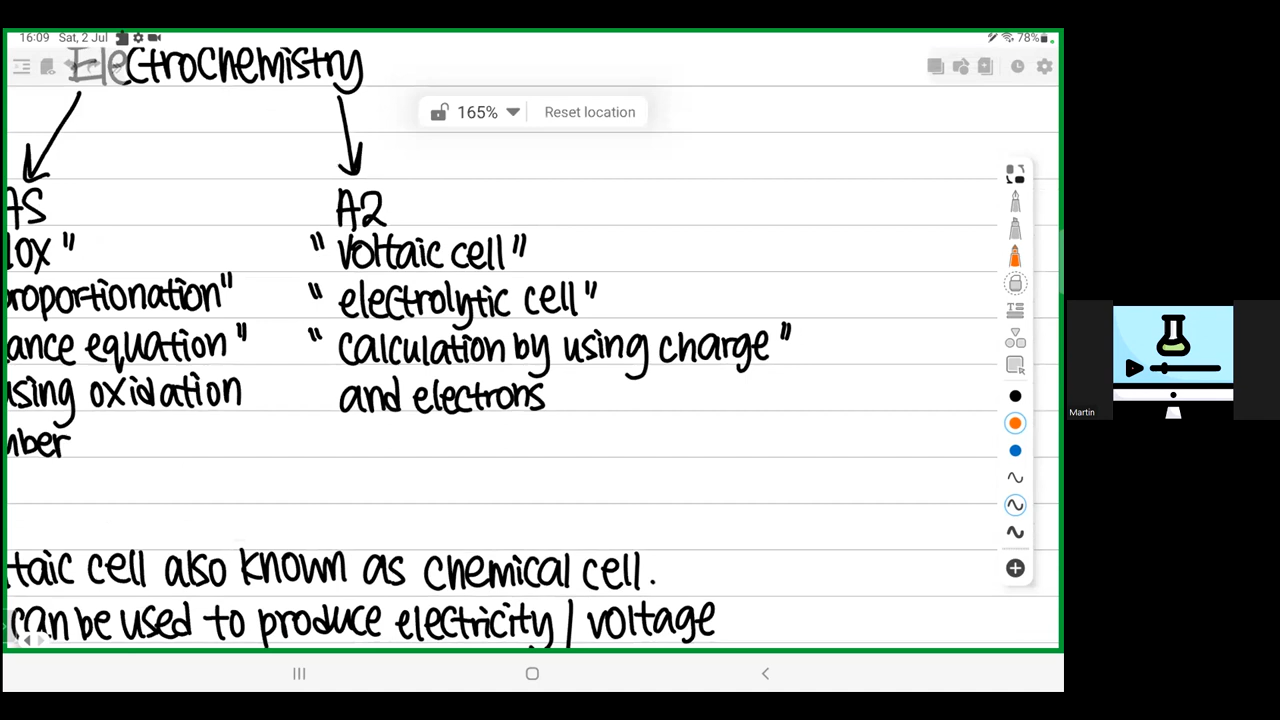 16:09 Sat, 2 Jul 78%
Electrochemistry
165% Reset location
AS
A2
lox "
" voltaic cell "
proportionation"
" electrolytic cell "
ance equation "
" calculation by using charge "
using oxidation
and electrons
mber
Martin
taic cell also known as chemical cell.
can be used to produce electricity / voltage